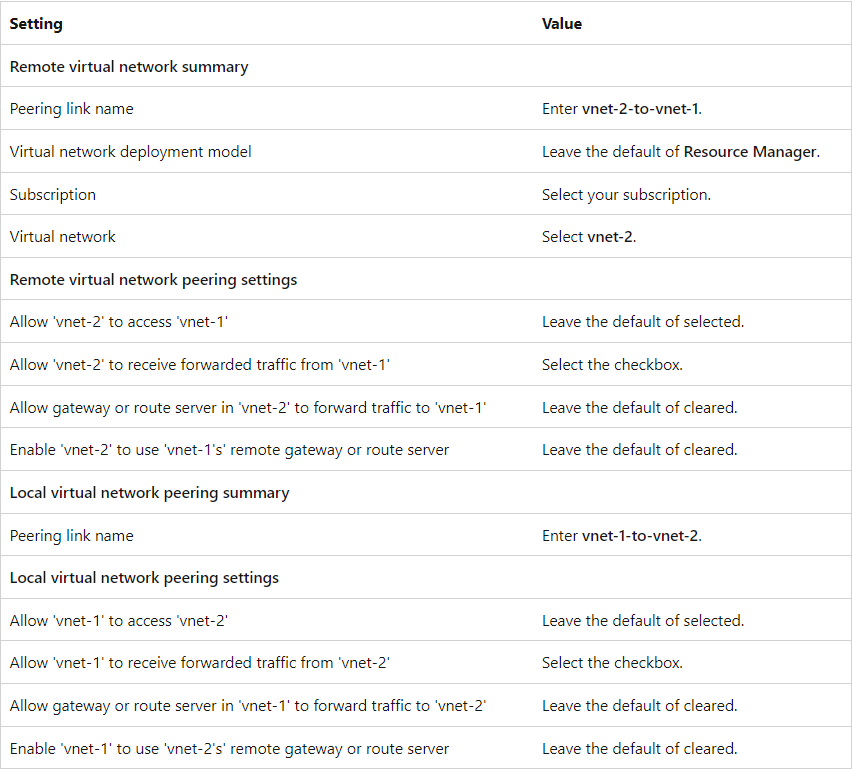 Setting Value
Remote virtual network summary
Peering link name Enter vnet-2-to-vnet-1.
Virtual network deployment model Leave the default of Resource Manager.
Subscription Select your subscription.
Virtual network Select vnet-2.
Remote virtual network peering settings
Allow 'vnet-2' to access 'vnet-1' Leave the default of selected.
Allow 'vnet-2' to receive forwarded traffic from 'vnet-1' Select the checkbox.
Allow gateway or route server in 'vnet-2' to forward traffic to 'vnet-1' Leave the default of cleared.
Enable 'vnet-2' to use 'vnet-1's' remote gateway or route server Leave the default of cleared.
Local virtual network peering summary
Peering link name Enter vnet-1-to-vnet-2.
Local virtual network peering settings
Allow 'vnet-1' to access 'vnet-2' Leave the default of selected.
Allow 'vnet-1' to receive forwarded traffic from 'vnet-2' Select the checkbox.
Allow gateway or route server in 'vnet-1' to forward traffic to 'vnet-2' Leave the default of cleared.
Enable 'vnet-1' to use 'vnet-2's' remote gateway or route server Leave the default of cleared.